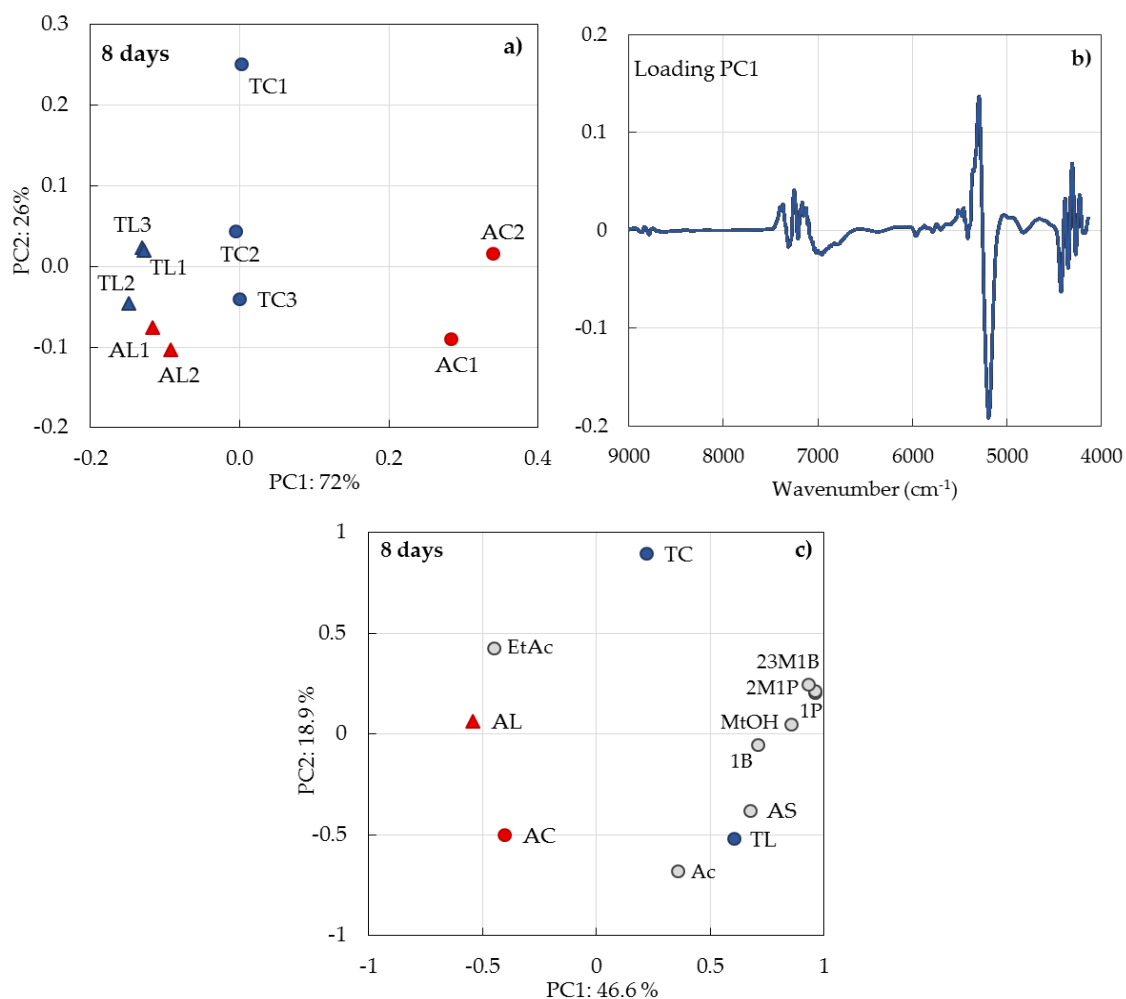 8 days
a)
0.3
0.2
0.1
0.0
-0.1
-0.2
PC2: 26%
TC1
TL3
TC2
TL1
TL2
TC3
AL1
AL2
AC2
AC1
-0.2
0.0
0.2
0.4
PC1: 72%
Loading PC1
b)
0.2
0.1
0
-0.1
-0.2
9000
8000
7000
6000
5000
4000
Wavenumber (cm-1)
8 days
c)
1
0.5
0
-0.5
-1
PC2: 18.9 %
TC
EtAc
23M1B
2M1P
1P
AL
MtOH
1B
AS
AC
TL
Ac
-1
-0.5
0
0.5
1
PC1: 46.6 %